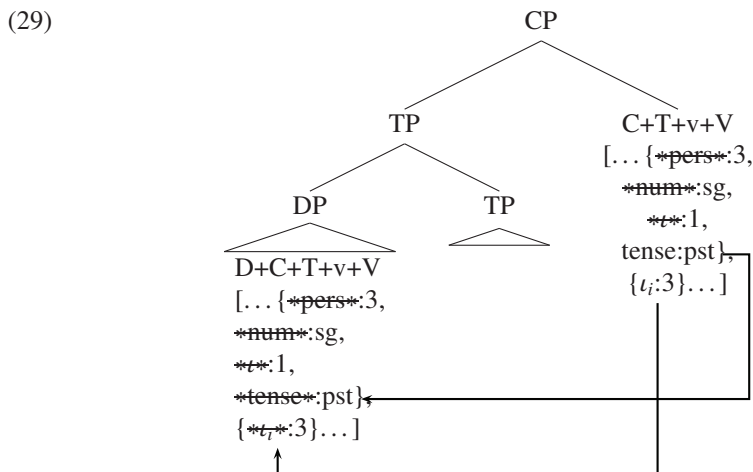 (29)
CP
TP
C+T+v+V
[... {*pers*:3,
*num*:sg,
*ι*:1,
tense:pst},
{ιᵢ:3}...]
DP
TP
D+C+T+v+V
[... {*pers*:3,
*num*:sg,
*ι*:1,
*tense*:pst},
{*ιᵢ*:3}...]